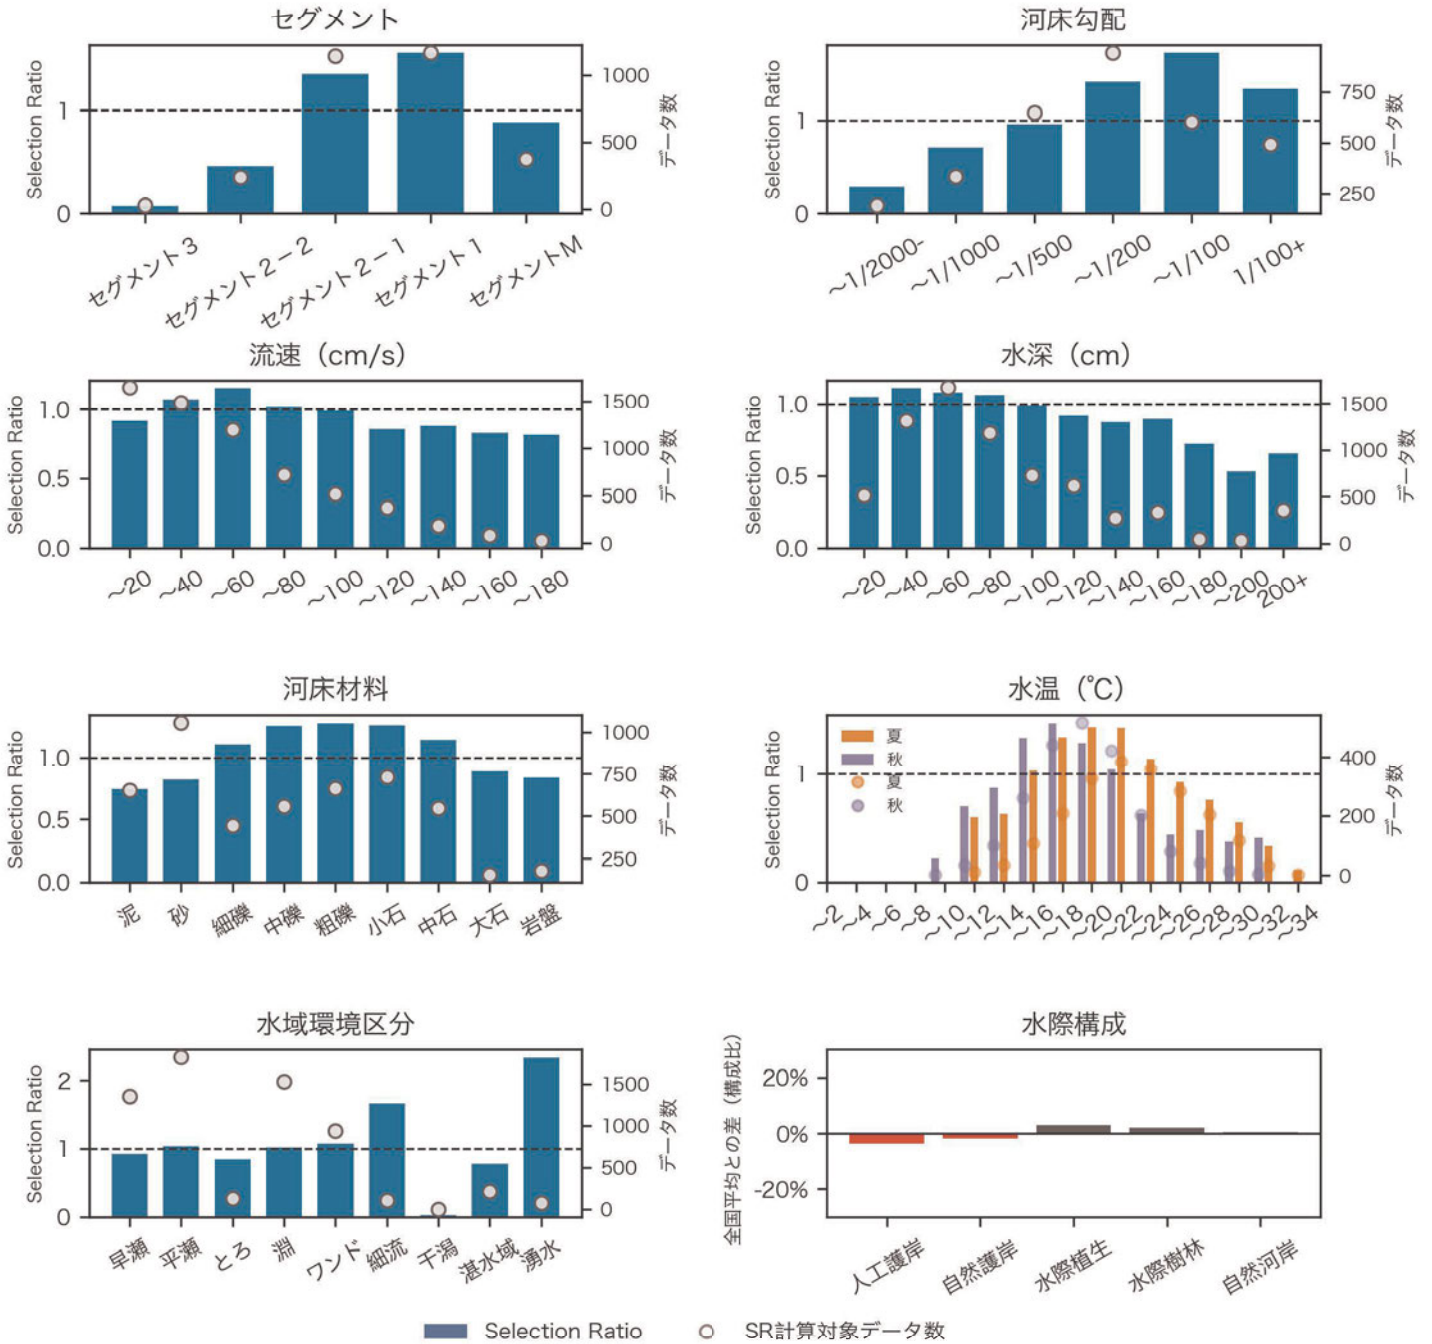 セグメント
Selection Ratio
1
0
1000
500
0
データ数
セグメント3
セグメント2－2
セグメント2－1
セグメント1
セグメントM
河床勾配
Selection Ratio
1
0
750
500
250
データ数
～1/2000-
～1/1000
～1/500
～1/200
～1/100
1/100+
流速（cm/s）
Selection Ratio
1.0
0.5
0.0
1500
1000
500
0
データ数
～20
～40
～60
～80
～100
～120
～140
～160
～180
水深（cm）
Selection Ratio
1.0
0.5
0.0
1500
1000
500
0
データ数
～20
～40
～60
～80
～100
～120
～140
～160
～180
～200
200+
河床材料
Selection Ratio
1.0
0.5
0.0
1000
750
500
250
データ数
泥
砂
細礫
中礫
粗礫
小石
中石
大石
岩盤
水温（℃）
夏
秋
夏
秋
Selection Ratio
1
0
400
200
0
データ数
～2
～4
～6
～8
～10
～12
～14
～16
～18
～20
～22
～24
～26
～28
～30
～32
～34
水域環境区分
Selection Ratio
2
1
0
1500
1000
500
0
データ数
早瀬
平瀬
とろ
淵
ワンド
細流
干潟
湛水域
湧水
水際構成
全国平均との差（構成比）
20%
0%
-20%
人工護岸
自然護岸
水際植生
水際樹林
自然河岸
Selection Ratio
SR計算対象データ数